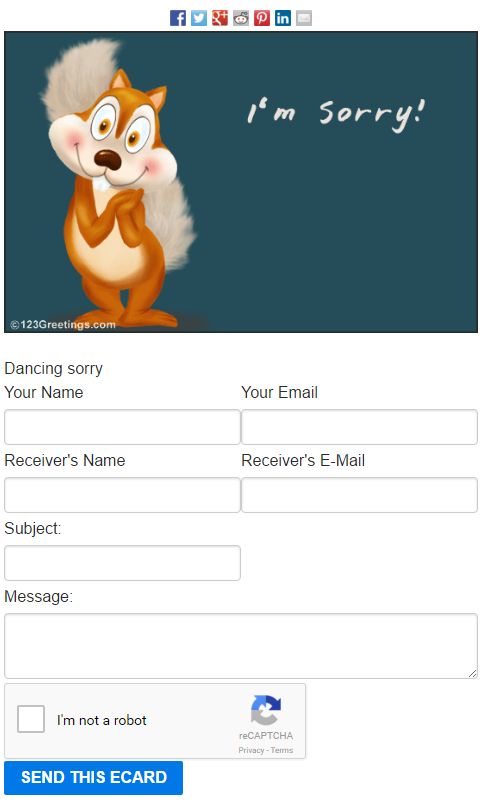 I'm Sorry!
©123Greetings.com
Dancing sorry
Your Name Your Email
Receiver's Name Receiver's E-Mail
Subject:
Message:
I'm not a robot
reCAPTCHA
Privacy - Terms
SEND THIS ECARD